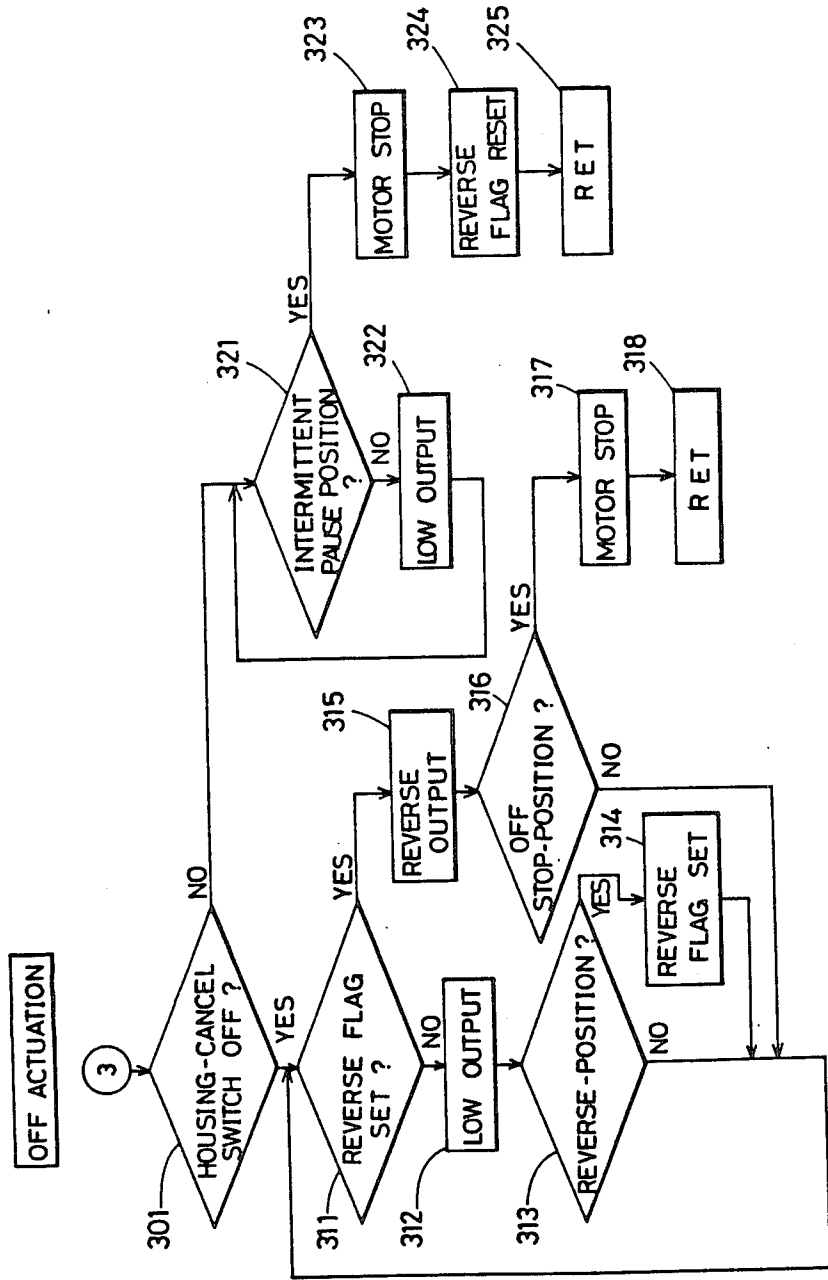 OFF ACTUATION
3
301
HOUSING-CANCEL
SWITCH OFF ?
NO
YES
311
REVERSE FLAG
SET ?
YES
NO
312
LOW OUTPUT
313
REVERSE-POSITION ?
YES
NO
314
REVERSE
FLAG SET
315
REVERSE
OUTPUT
316
OFF
STOP-POSITION ?
YES
NO
317
MOTOR STOP
318
RET
321
INTERMITTENT
PAUSE POSITION
?
YES
NO
322
LOW OUTPUT
323
MOTOR STOP
324
REVERSE
FLAG RESET
325
RET